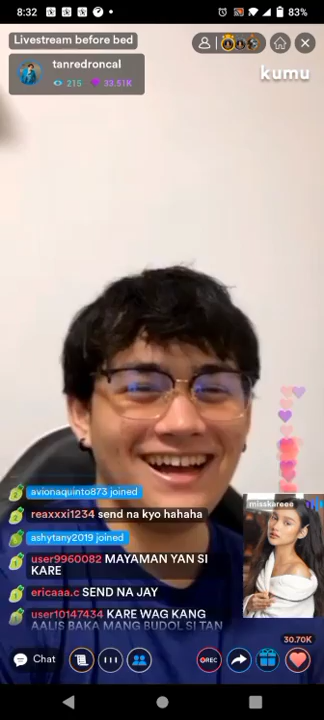 8:32
83%
Livestream before bed
tanredroncal
215 33.51K
kumu
avionaquinto873 joined
reaxxxi1234 send na kyo hahaha
ashytany2019 joined
user9960082 MAYAMAN YAN SI
KARE
ericaaa.c SEND NA JAY
user10147434 KARE WAG KANG
AALIS BAKA MANG BUDOL SI TAN
misskareee
30.70K
Chat
REC